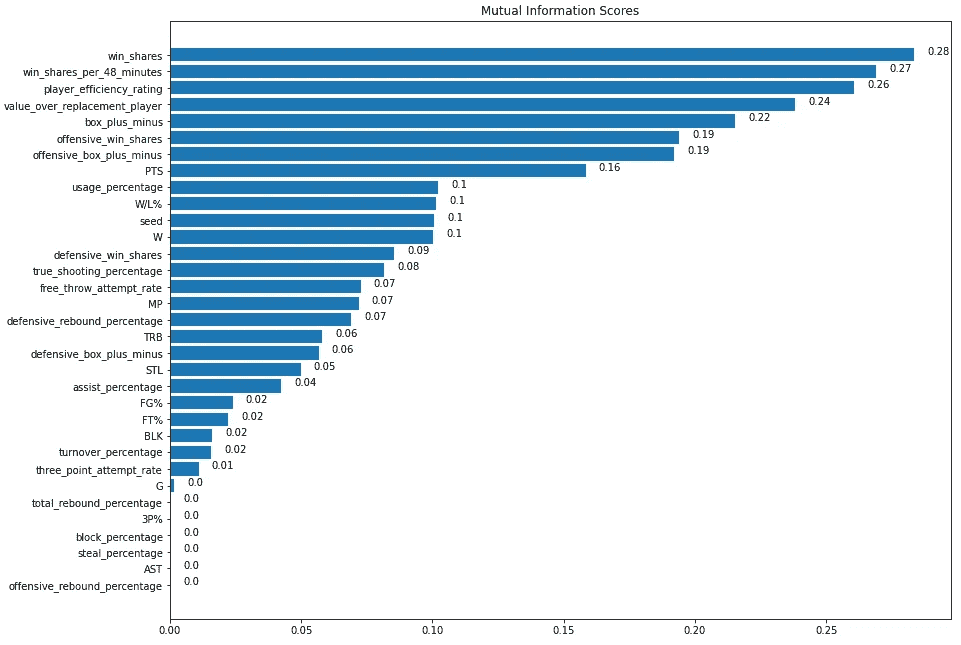 Mutual Information Scores
win_shares 0.28
win_shares_per_48_minutes 0.27
player_efficiency_rating 0.26
value_over_replacement_player 0.24
box_plus_minus 0.22
offensive_win_shares 0.19
offensive_box_plus_minus 0.19
PTS 0.16
usage_percentage 0.1
W/L% 0.1
seed 0.1
W 0.1
defensive_win_shares 0.09
true_shooting_percentage 0.08
free_throw_attempt_rate 0.07
MP 0.07
defensive_rebound_percentage 0.07
TRB 0.06
defensive_box_plus_minus 0.06
STL 0.05
assist_percentage 0.04
FG% 0.02
FT% 0.02
BLK 0.02
turnover_percentage 0.02
three_point_attempt_rate 0.01
G 0.0
total_rebound_percentage 0.0
3P% 0.0
block_percentage 0.0
steal_percentage 0.0
AST 0.0
offensive_rebound_percentage 0.0
0.00 0.05 0.10 0.15 0.20 0.25